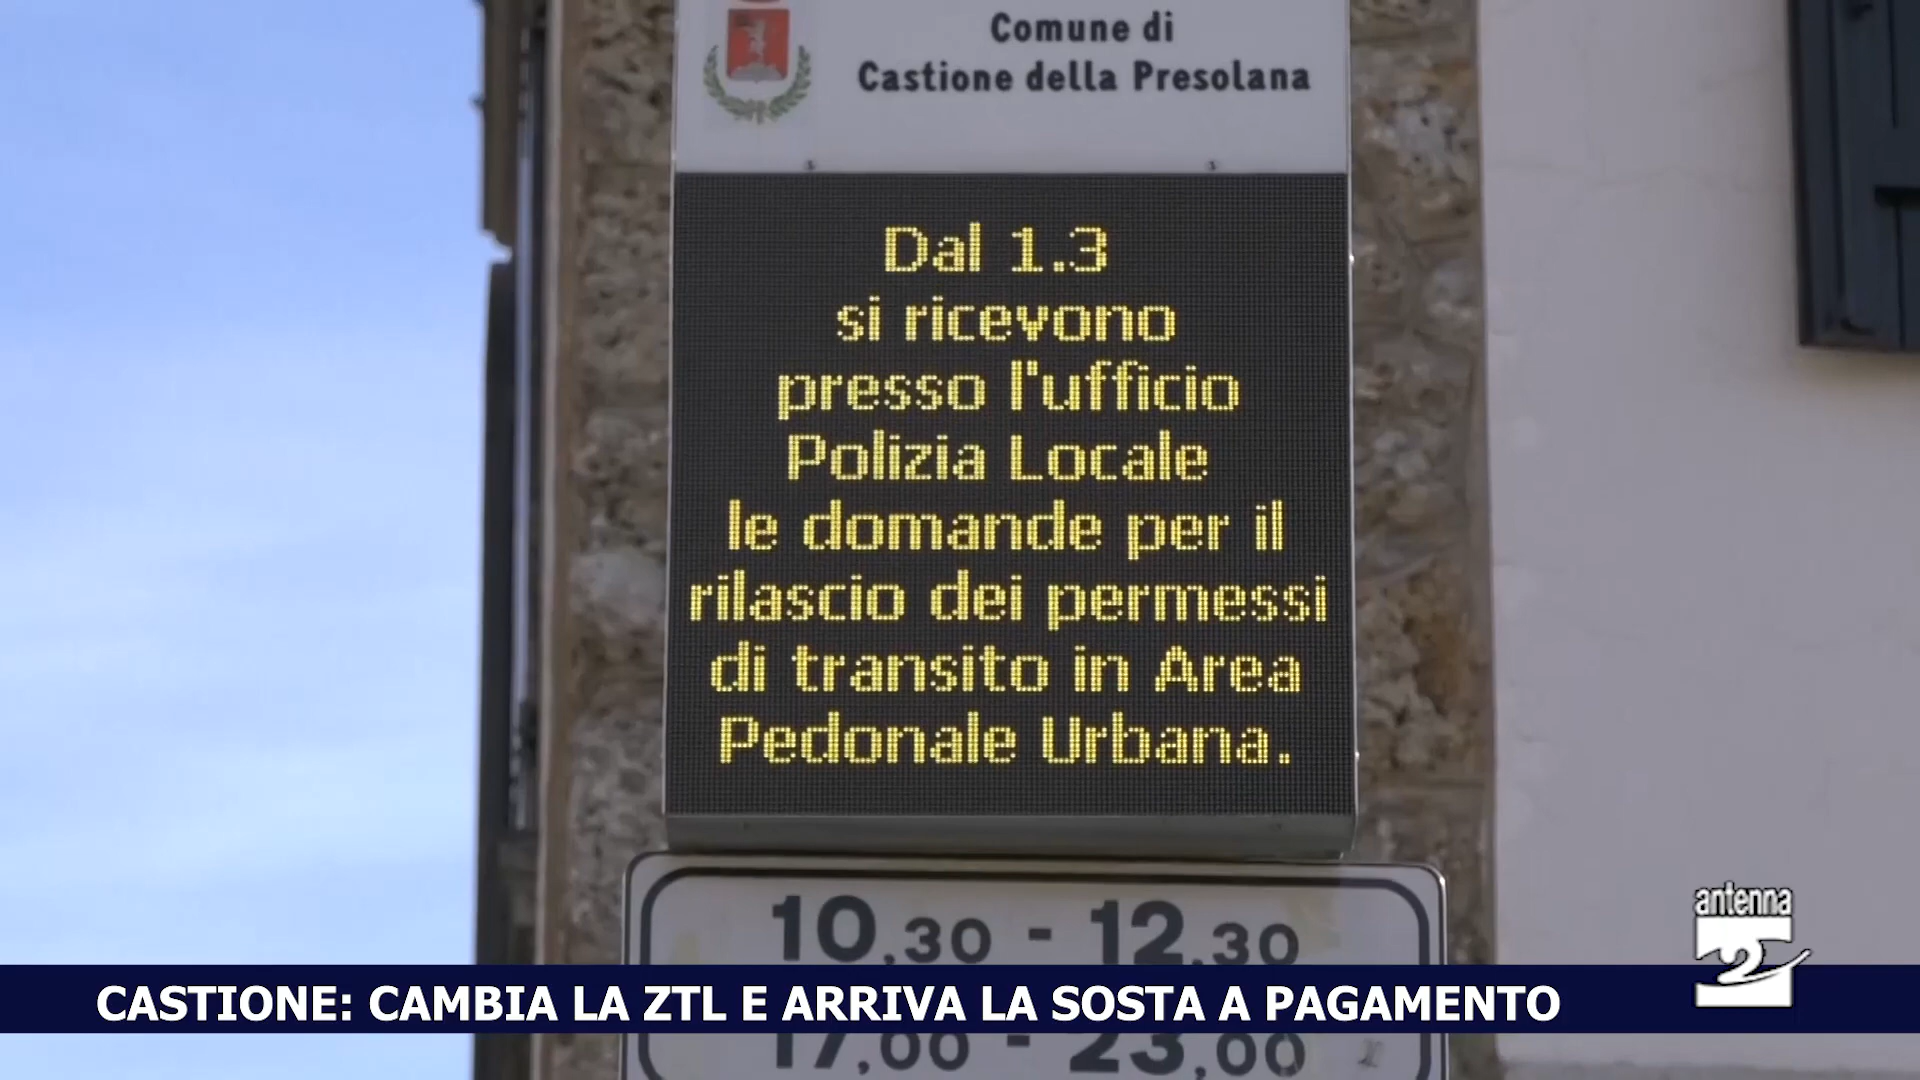 Comune di
Castione della Presolana
Dal 1.3
si ricevono
presso l'ufficio
Polizia Locale
le domande per il
rilascio dei permessi
di transito in Area
Pedonale Urbana.
10,30 - 12,30
antenna
2
CASTIONE: CAMBIA LA ZTL E ARRIVA LA SOSTA A PAGAMENTO
17,00 - 23,00